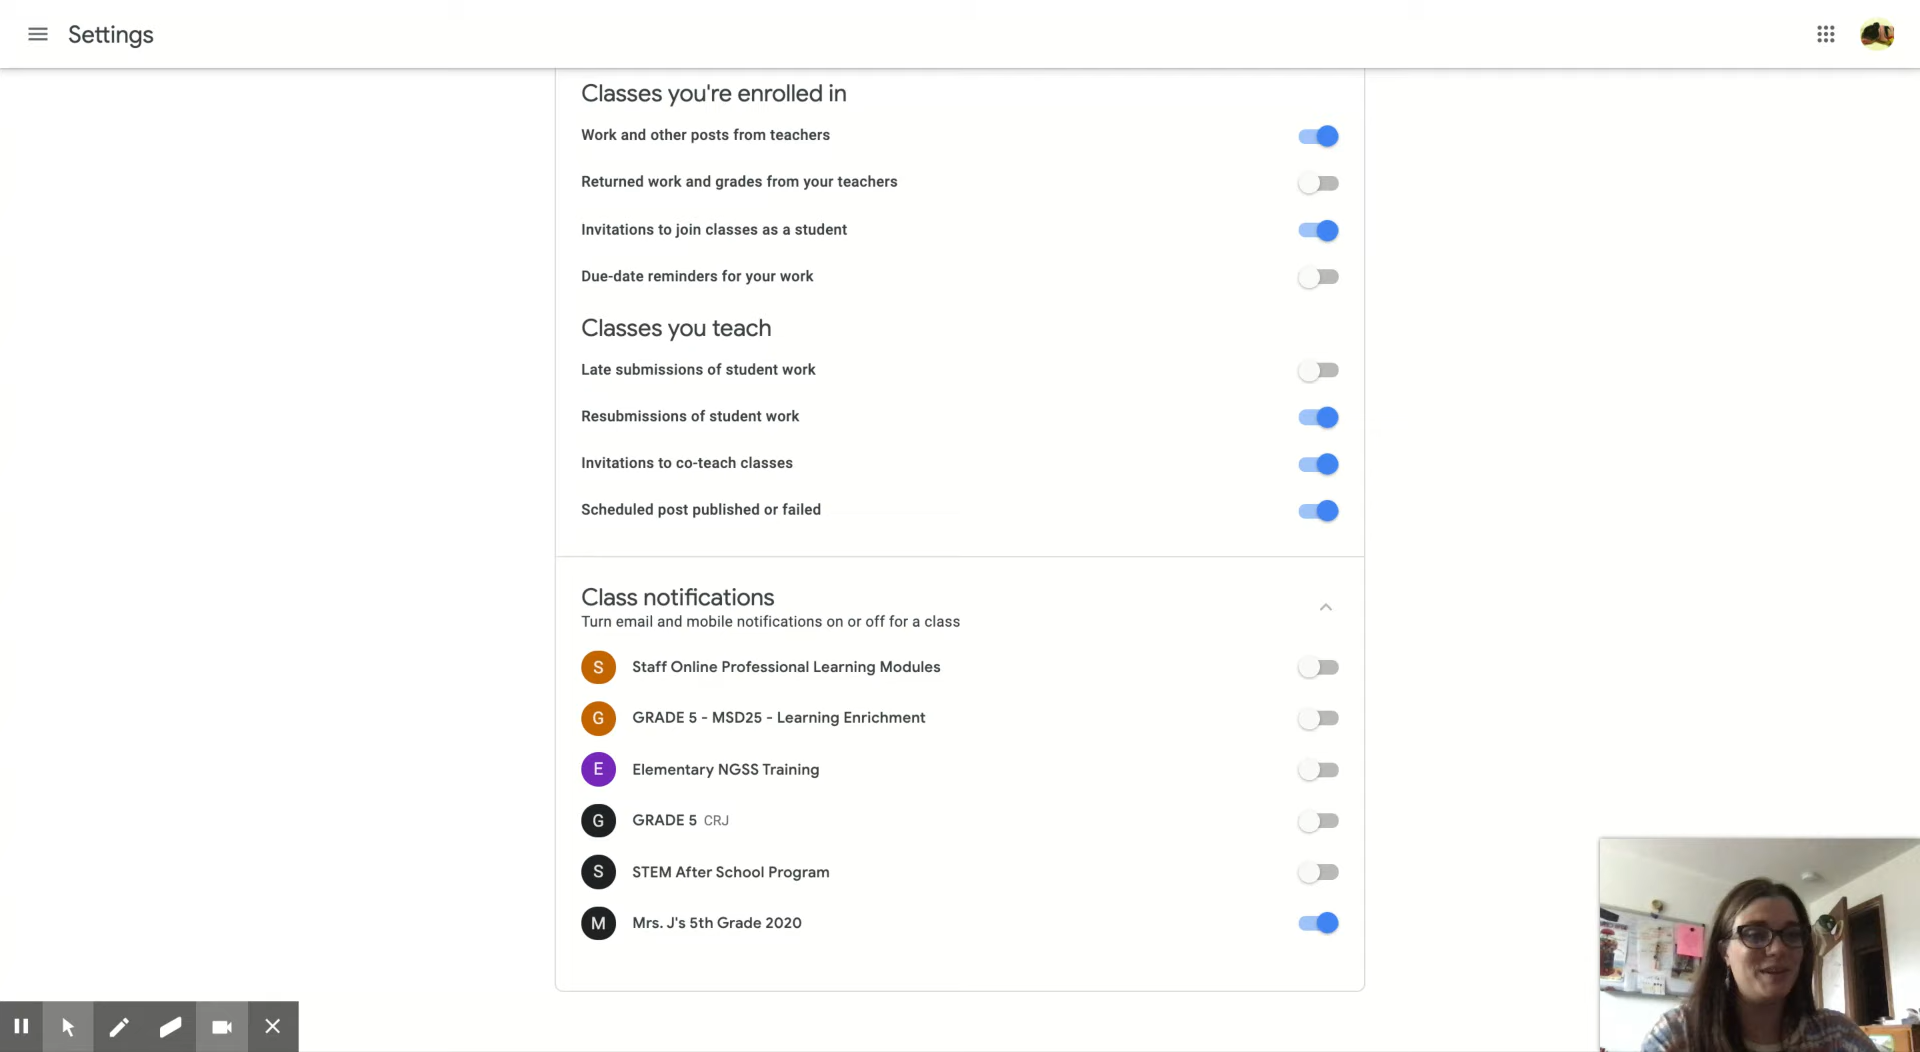 Settings
Classes you're enrolled in
Work and other posts from teachers
Returned work and grades from your teachers
Invitations to join classes as a student
Due-date reminders for your work
Classes you teach
Late submissions of student work
Resubmissions of student work
Invitations to co-teach classes
Scheduled post published or failed
Class notifications
Turn email and mobile notifications on or off for a class
S Staff Online Professional Learning Modules
G GRADE 5 - MSD25 - Learning Enrichment
E Elementary NGSS Training
G GRADE 5 CRJ
S STEM After School Program
M Mrs. J's 5th Grade 2020